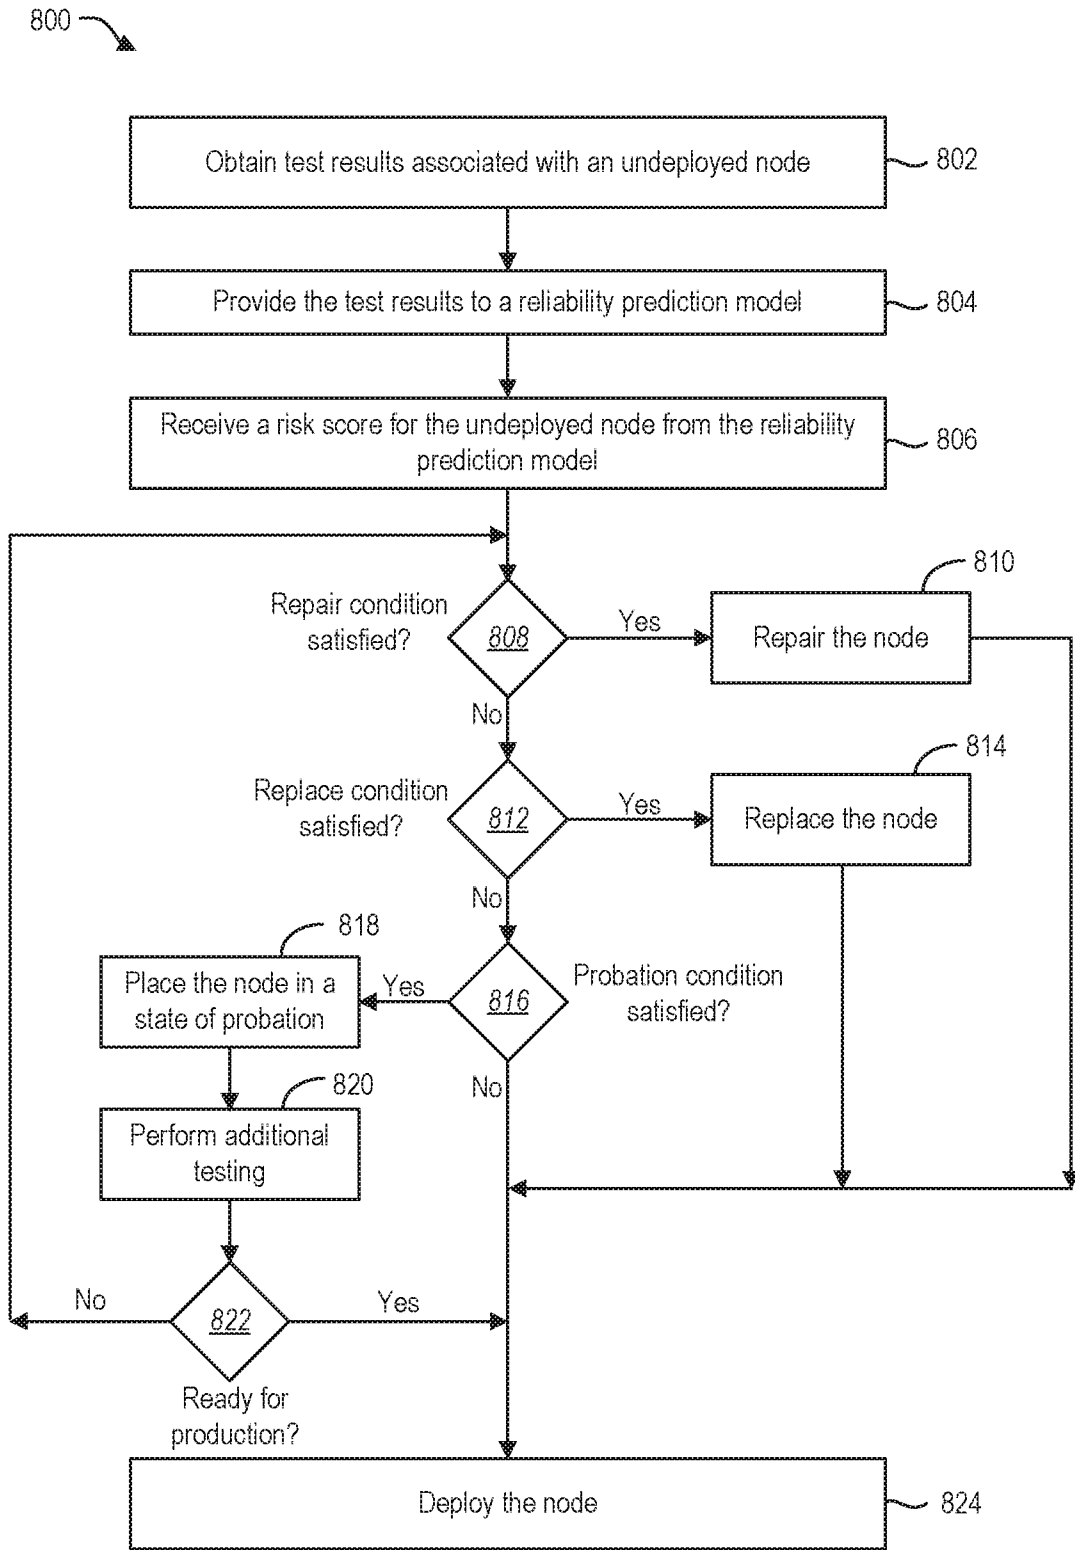 800
Obtain test results associated with an undeployed node
802
Provide the test results to a reliability prediction model
804
Receive a risk score for the undeployed node from the reliability
prediction model
806
Repair condition
satisfied?
808
Yes
810
Repair the node
No
Replace condition
satisfied?
812
Yes
814
Replace the node
No
818
Place the node in a
state of probation
Yes
816
Probation condition
satisfied?
No
820
Perform additional
testing
No
822
Yes
Ready for
production?
Deploy the node
824